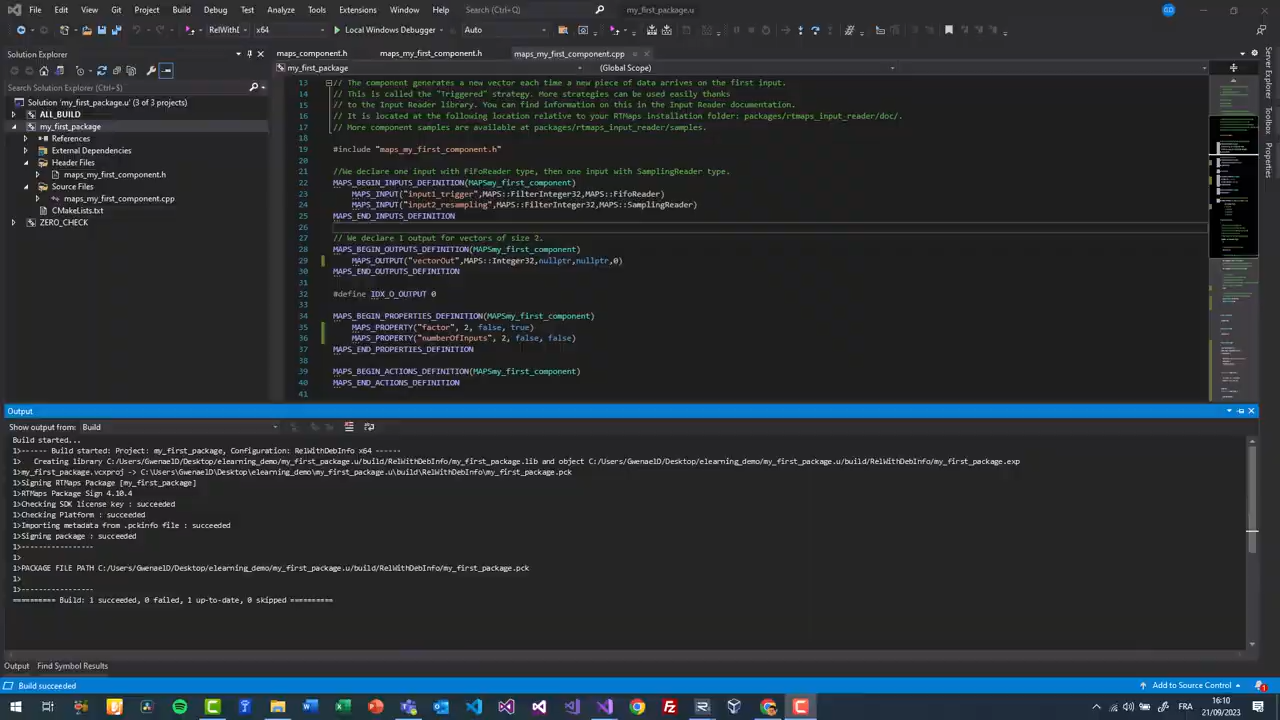 File Edit View Git Project Build Debug Test Analyze Tools Extensions Window Help Search (Ctrl+Q) my_first_package.u GD
RelWithD x64 Local Windows Debugger Auto
Solution Explorer
Search Solution Explorer (Ctrl+$)
Solution 'my_first_package.u' (3 of 3 projects)
ALL_BUILD
my_first_package
References
External Dependencies
Header Files
maps_my_first_component.h
Source Files
maps_my_first_component.cpp
CMakeLists.txt
ZERO_CHECK
maps_component.h maps_my_first_component.h maps_my_first_component.cpp
my_first_package (Global Scope)
13 // The component generates a new vector each time a new piece of data arrives on the first input.
14 // This is called the "Triggered" strategy. More strategies can be used easily thanks
15 // to the Input Reader library. You can find information on this in the Input Reader documentation.
16 // is located at the following location relative to your RTMaps installation folder: packages/rtmaps_input_reader/doc/.
17 // More component samples are available at packages/rtmaps_input_reader/samples.
18
19 #include "maps_my_first_component.h"
20
21 // Declare one input with FifoReader type, then one input with SamplingReader type.
22 MAPS_BEGIN_INPUTS_DEFINITION(MAPSmy_first_component)
23 MAPS_INPUT("input1_trigger",MAPS::FilterInteger32,MAPS::FifoReader)
24 MAPS_INPUT("input2_resampling",MAPS::FilterInteger32,MAPS::SamplingReader)
25 MAPS_END_INPUTS_DEFINITION
26
27 // We declare 1 output for vectors of size 2.
28 MAPS_BEGIN_OUTPUTS_DEFINITION(MAPSmy_first_component)
29 MAPS_OUTPUT("vectorOut",MAPS::Integer32,nullptr,nullptr,0)
30 MAPS_END_OUTPUTS_DEFINITION
31
32 #define IDX_O_OUTPUT 0
33
34 MAPS_BEGIN_PROPERTIES_DEFINITION(MAPSmy_first_component)
35 MAPS_PROPERTY("factor", 2, false, true)
36 MAPS_PROPERTY("numberOfInputs", 2, false, false)
37 MAPS_END_PROPERTIES_DEFINITION
38
39 MAPS_BEGIN_ACTIONS_DEFINITION(MAPSmy_first_component)
40 MAPS_END_ACTIONS_DEFINITION
41
Server Explorer
Properties
Output
Show output from: Build
Build started...
1>------ Build started: Project: my_first_package, Configuration: RelWithDebInfo x64 ------
1> Creating library C:/Users/GwenaelD/Desktop/elearning_demo/my_first_package.u/build/RelWithDebInfo/my_first_package.lib and object C:/Users/GwenaelD/Desktop/elearning_demo/my_first_package.u/build/RelWithDebInfo/my_first_package.exp
1>my_first_package.vcxproj -> C:\Users\GwenaelD\Desktop\elearning_demo\my_first_package.u\build\RelWithDebInfo\my_first_package.pck
1>Signing RTMaps Package [my_first_package]
1>RTMaps Package Sign 4.10.4
1>Checking SDK license key : succeeded
1>Checking Platform : succeeded
1>Importing metadata from .pckinfo file : succeeded
1>Signing package : succeeded
1>-----------------
1>
1>PACKAGE FILE PATH C:/Users/GwenaelD/Desktop/elearning_demo/my_first_package.u/build/RelWithDebInfo/my_first_package.pck
1>
1>-----------------
========== Build: 1 succeeded, 0 failed, 1 up-to-date, 0 skipped ==========
Output Find Symbol Results
Build succeeded Add to Source Control 1
FRA 16:10
21/09/2023